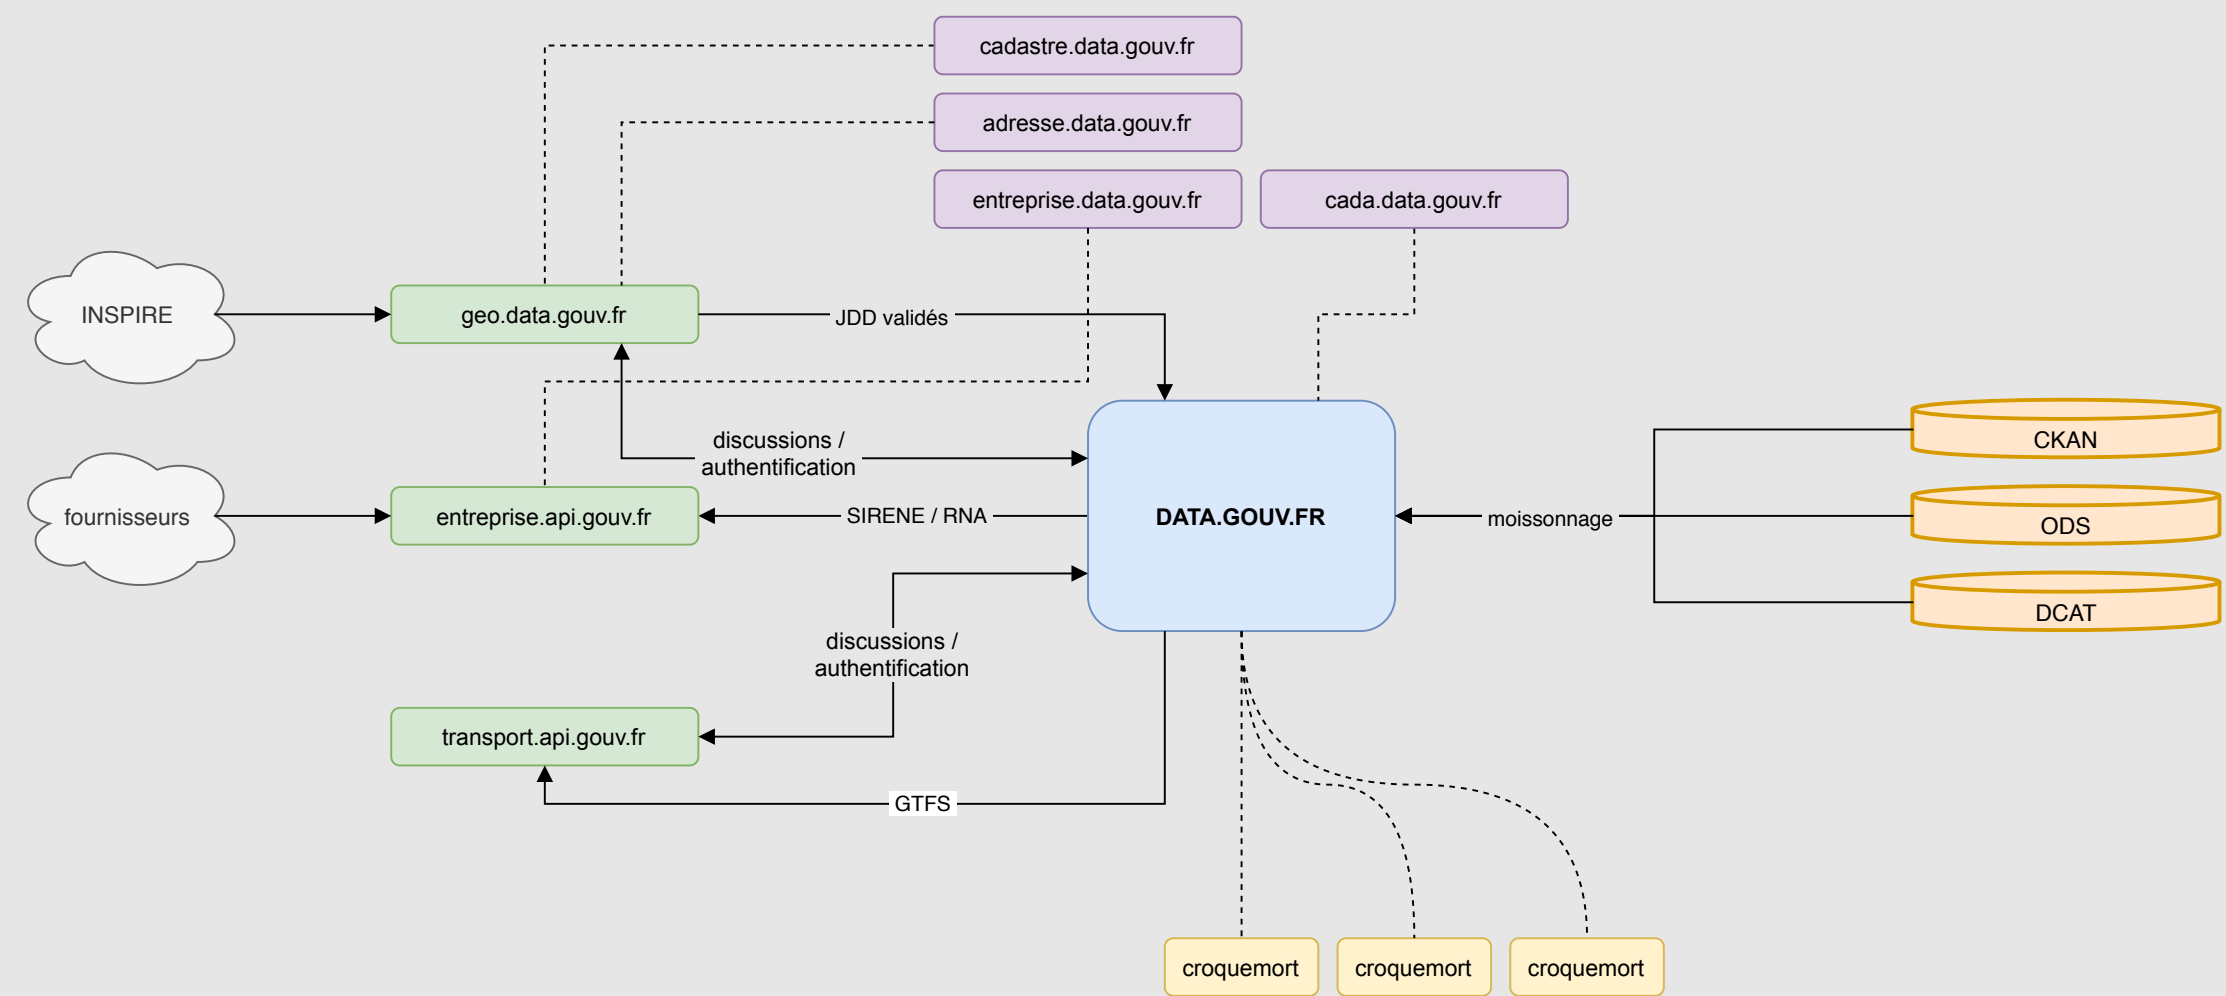 cadastre.data.gouv.fr
adresse.data.gouv.fr
entreprise.data.gouv.fr
cada.data.gouv.fr
INSPIRE
geo.data.gouv.fr
JDD validés
discussions /
authentification
fournisseurs
entreprise.api.gouv.fr
SIRENE / RNA
DATA.GOUV.FR
moissonnage
CKAN
ODS
DCAT
discussions /
authentification
transport.api.gouv.fr
GTFS
croquemort
croquemort
croquemort